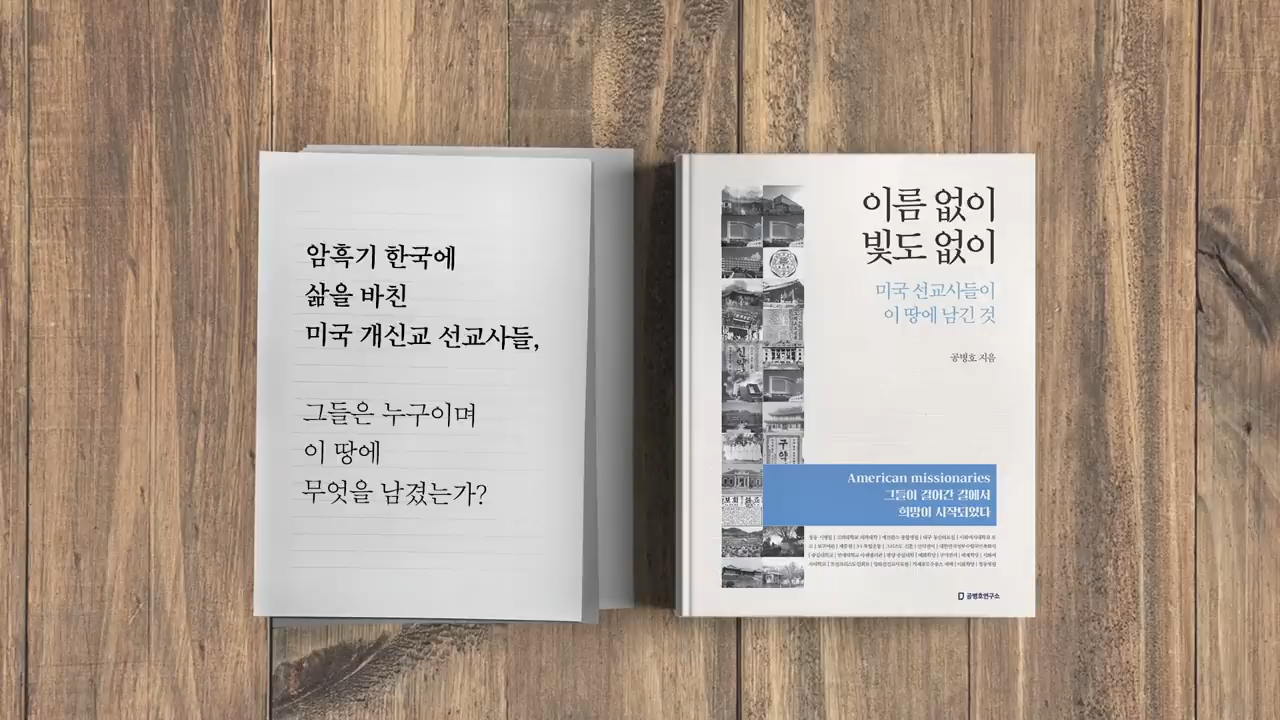 암흑기 한국에
삶을 바친
미국 개신교 선교사들,
그들은 누구이며
이 땅에
무엇을 남겼는가?
이름 없이
빛도 없이
미국 선교사들이
이 땅에 남긴 것
공병호 지음
구약
American missionaries
그들이 걸어간 길에서
희망이 시작되었다
공병호연구소